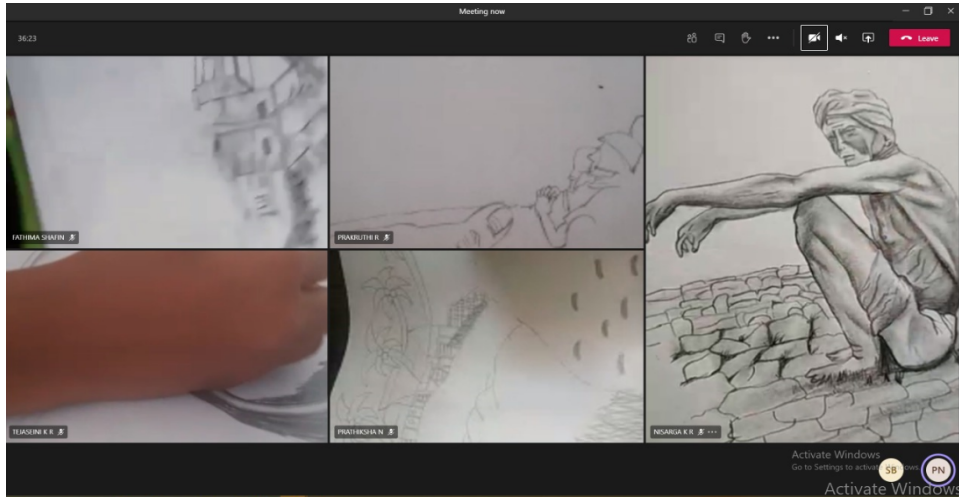 Meeting now
36:23
Leave
FATHIMA SHAFIN
PRAKRUTHI R
TEJASEINI K R
PRATHIKSHA N
NISARGA K R
Activate Windows
Go to Settings to activate Windows.
SB
PN
Activate Windows